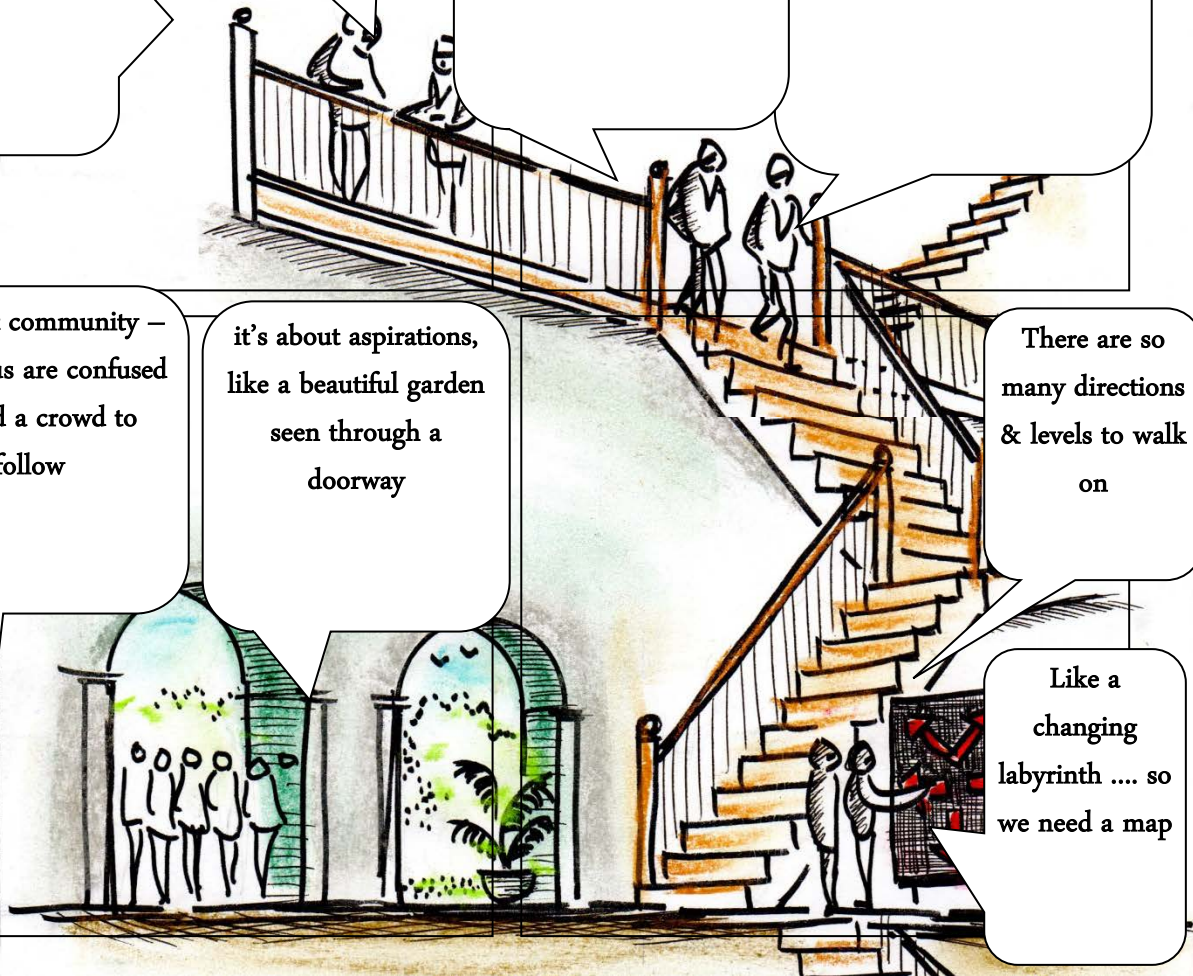 community –
us are confused
a crowd to
follow
it's about aspirations,
like a beautiful garden
seen through a
doorway
There are so
many directions
& levels to walk
on
Like a
changing
labyrinth .... so
we need a map